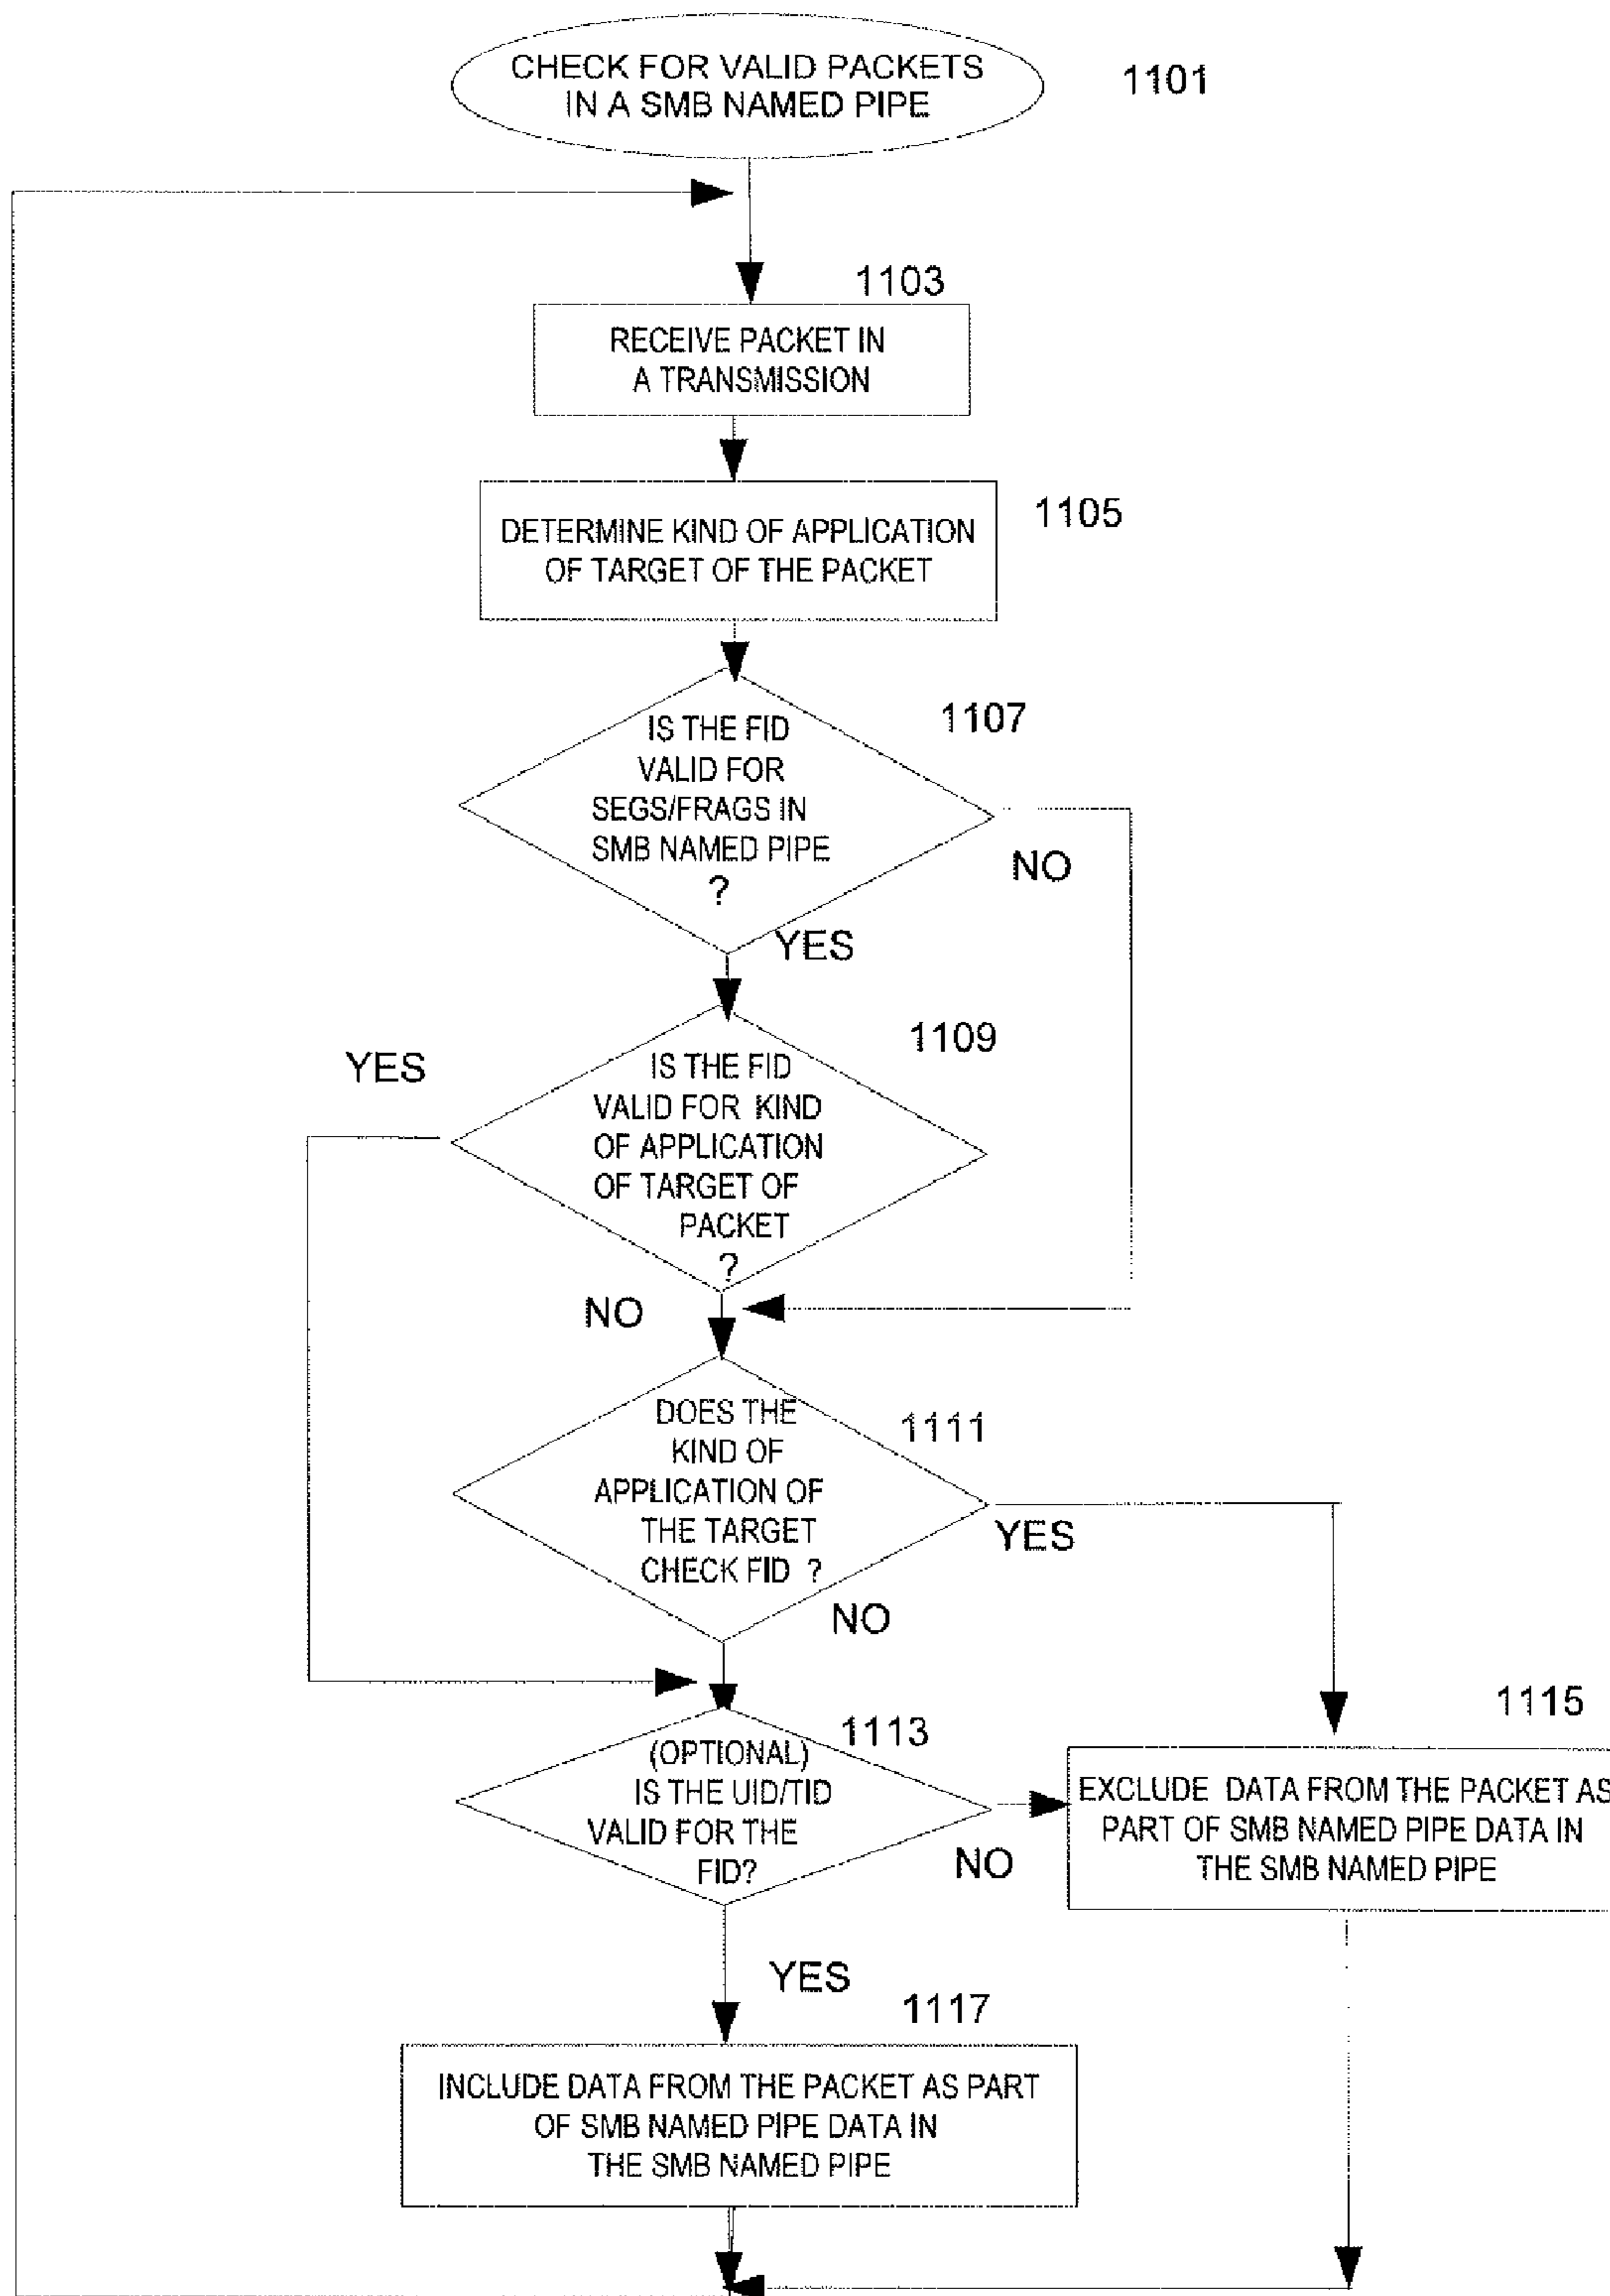 CHECK FOR VALID PACKETS
IN A SMB NAMED PIPE
1101
1103
RECEIVE PACKET IN
A TRANSMISSION
1105
DETERMINE KIND OF APPLICATION
OF TARGET OF THE PACKET
1107
IS THE FID
VALID FOR
SEGS/FRAGS IN
SMB NAMED PIPE
?
NO
YES
1109
YES
IS THE FID
VALID FOR KIND
OF APPLICATION
OF TARGET OF
PACKET
?
NO
1111
DOES THE
KIND OF
APPLICATION OF
THE TARGET
CHECK FID ?
YES
NO
1113
(OPTIONAL)
IS THE UID/TID
VALID FOR THE
FID?
NO
1115
EXCLUDE DATA FROM THE PACKET AS
PART OF SMB NAMED PIPE DATA IN
THE SMB NAMED PIPE
YES
1117
INCLUDE DATA FROM THE PACKET AS PART
OF SMB NAMED PIPE DATA IN
THE SMB NAMED PIPE